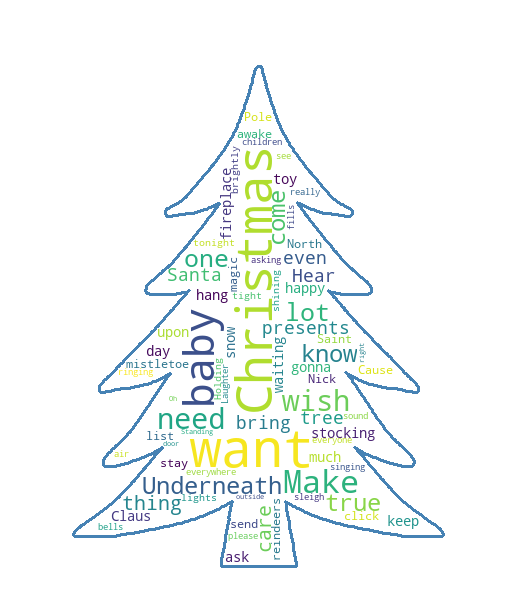 Pole
awake
children
see
brightly
fireplace
toy
really
Christmas
come
fills
tonight
North
one
asking
even
Santa
magic
shining
Hear
hang
tight
happy
baby
lot
upon
snow
presents
Saint
day
waiting
know
right
mistletoe
Holding
Laughter
gonna
Cause
ringing
Nick
Oh
wish
need
bring
tree
sound
list
Standing
stocking
door
want
everyone
air
much
stay
everywhere
singing
Underneath
Make
thing
lights
outside
sleigh
true
Claus
send
care
click
keep
bells
please
reindeers
ask